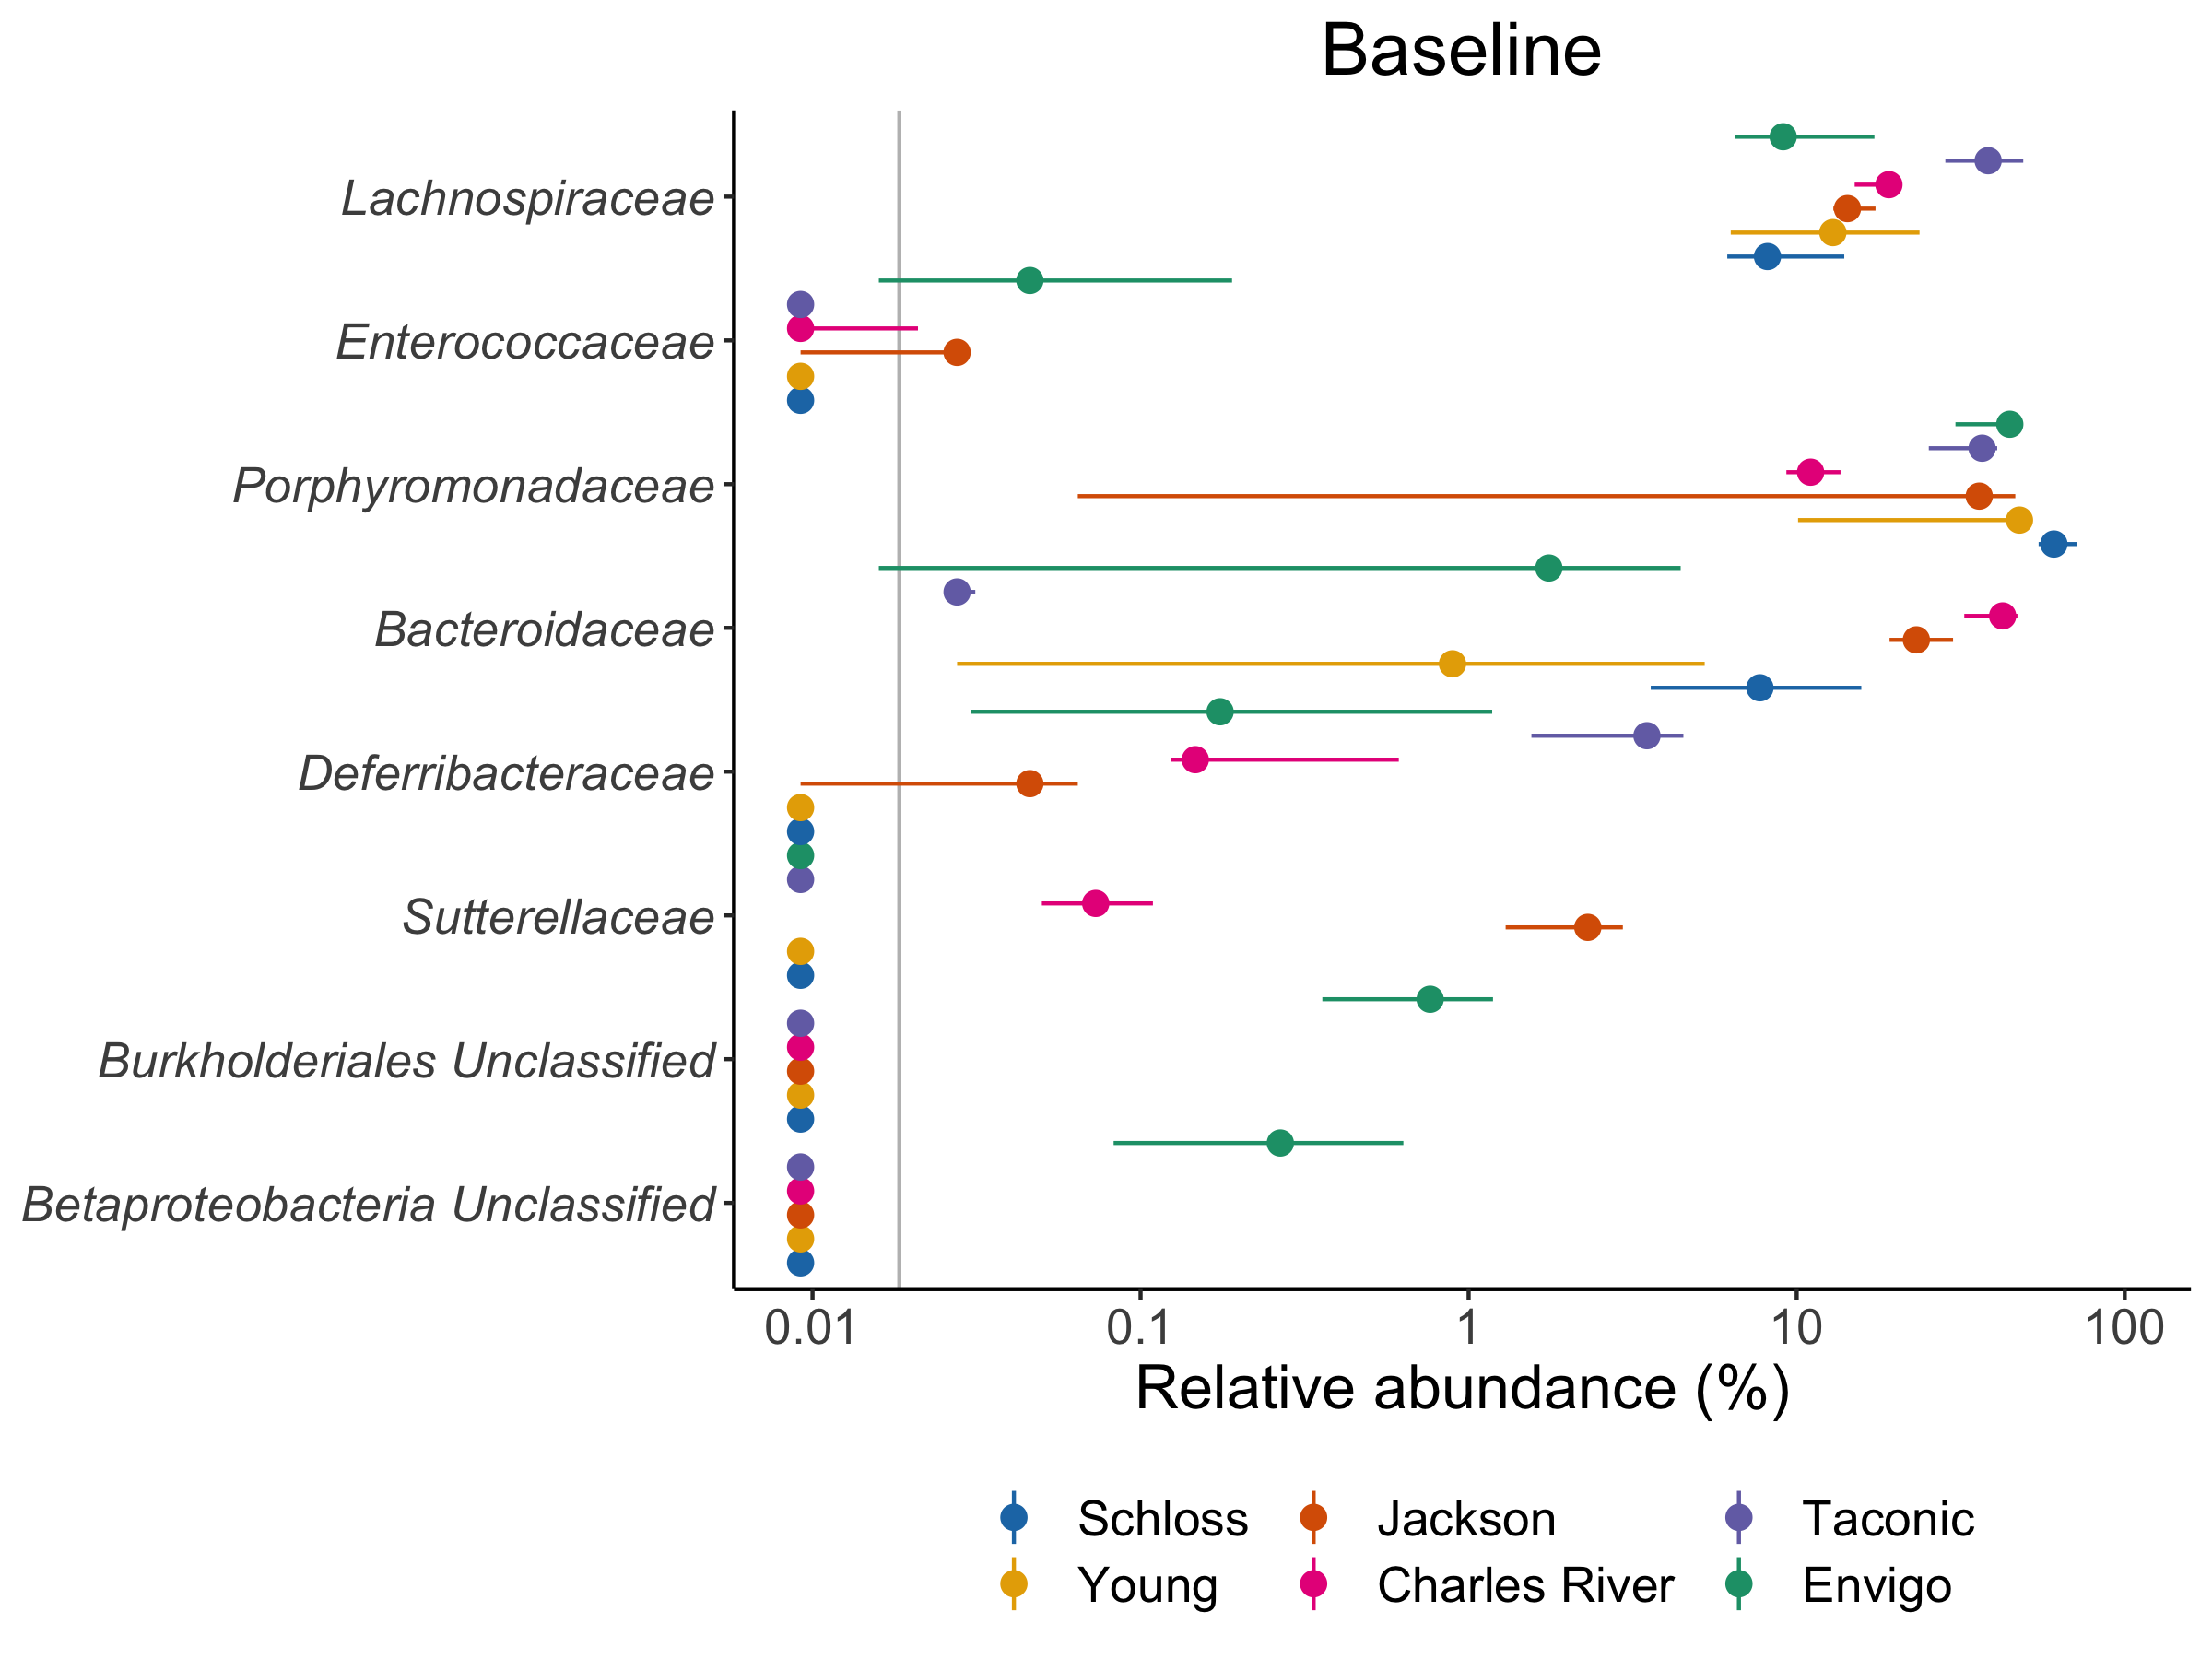 Baseline
Lachnospiraceae
Enterococcaceae
Porphyromonadaceae
Bacteroidaceae
Deferribacteraceae
Sutterellaceae
Burkholderiales Unclassified
Betaproteobacteria Unclassified
0.01 0.1 1 10 100
Relative abundance (%)
Schloss Jackson Taconic
Young Charles River Envigo